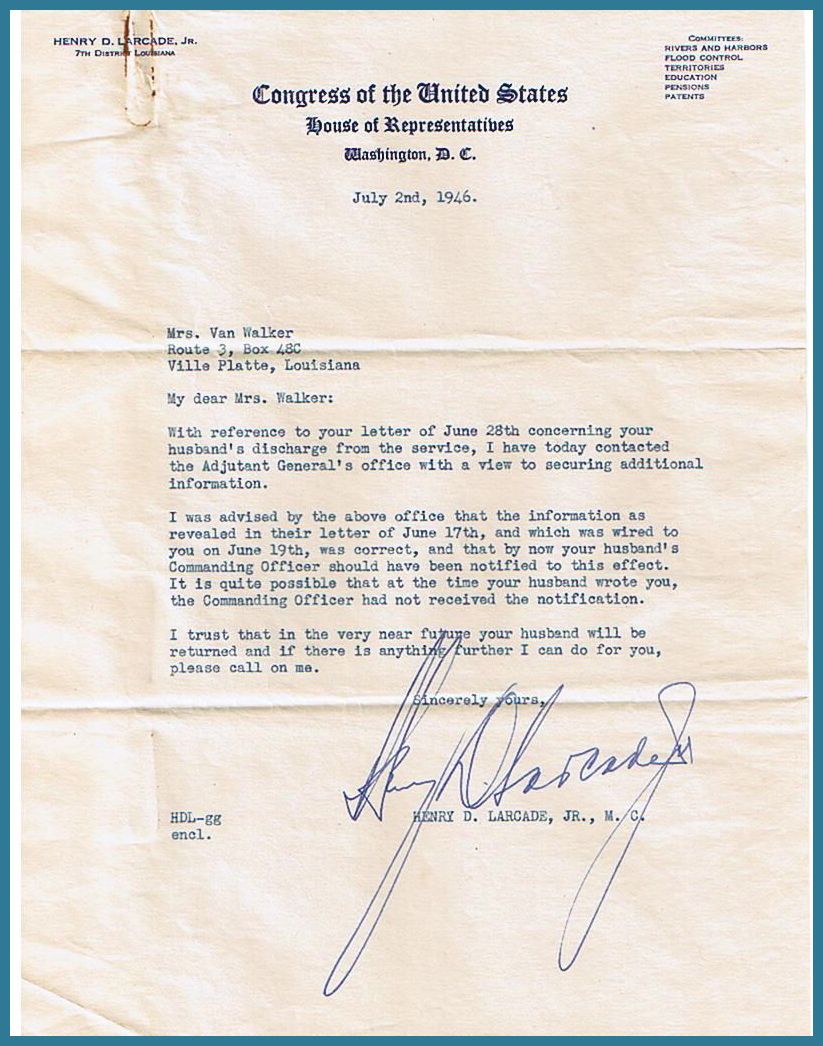 HENRY D. LARCADE, JR.
7TH DISTRICT LOUISIANA
COMMITTEES:
RIVERS AND HARBORS
FLOOD CONTROL
TERRITORIES
EDUCATION
PENSIONS
PATENTS
Congress of the United States
House of Representatives
Washington, D. C.
July 2nd, 1946.
Mrs. Van Walker
Route 3, Box 48C
Ville Platte, Louisiana
My dear Mrs. Walker:
With reference to your letter of June 28th concerning your
husband's discharge from the service, I have today contacted
the Adjutant General's office with a view to securing additional
information.
I was advised by the above office that the information as
revealed in their letter of June 17th, and which was wired to
you on June 19th, was correct, and that by now your husband's
Commanding Officer should have been notified to this effect.
It is quite possible that at the time your husband wrote you,
the Commanding Officer had not received the notification.
I trust that in the very near future your husband will be
returned and if there is anything further I can do for you,
please call on me.
Sincerely yours,
Henry D. Larcade Jr
HENRY D. LARCADE, JR., M. C.
HDL-gg
encl.